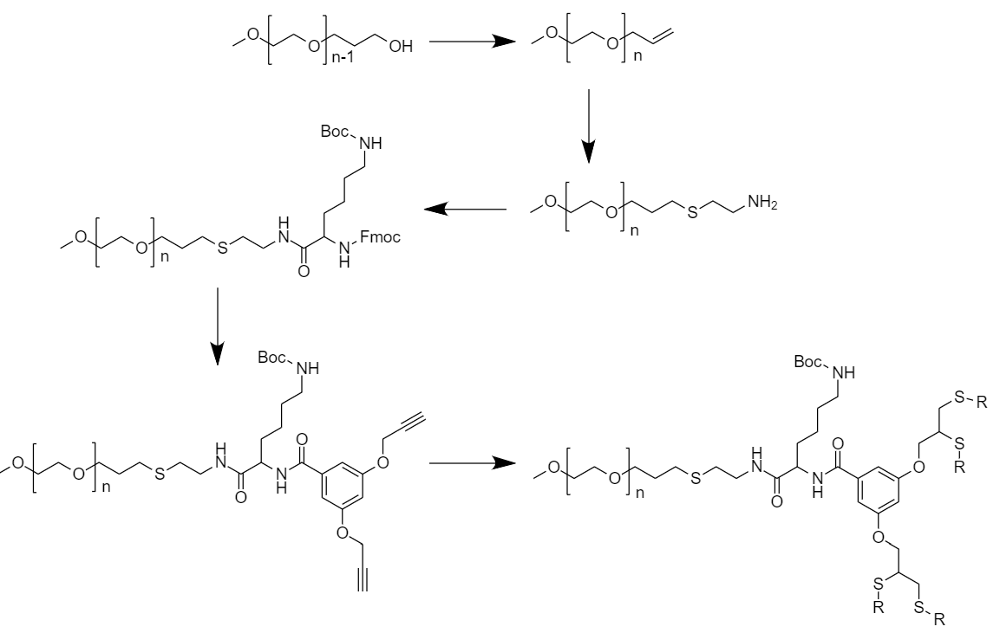 O O n-1 OH
O O n
Boc NH
O O n S NH2
O O n S H N O N H Fmoc
Boc NH
O O n S H N O N H O O O
Boc NH
O O n S H N O N H O O S R S R O S R S R